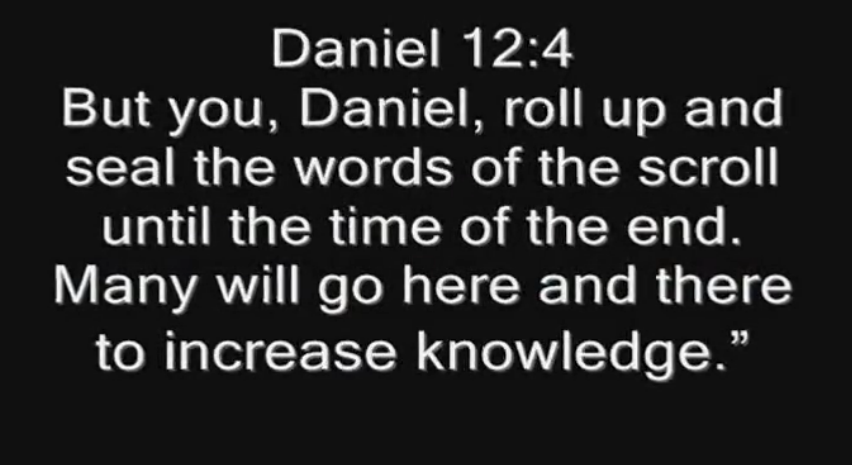 Daniel 12:4
But you, Daniel, roll up and
seal the words of the scroll
until the time of the end.
Many will go here and there
to increase knowledge.”